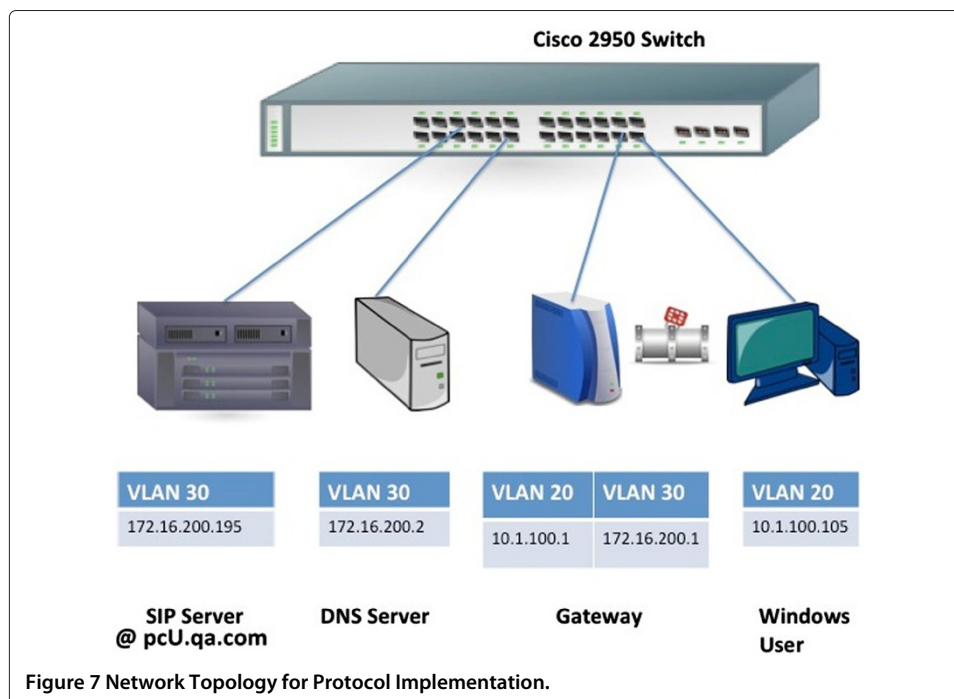 Cisco 2950 Switch
VLAN 30
172.16.200.195
VLAN 30
172.16.200.2
VLAN 20 VLAN 30
10.1.100.1 172.16.200.1
VLAN 20
10.1.100.105
SIP Server
@ pcU.qa.com
DNS Server
Gateway
Windows
User
Figure 7 Network Topology for Protocol Implementation.